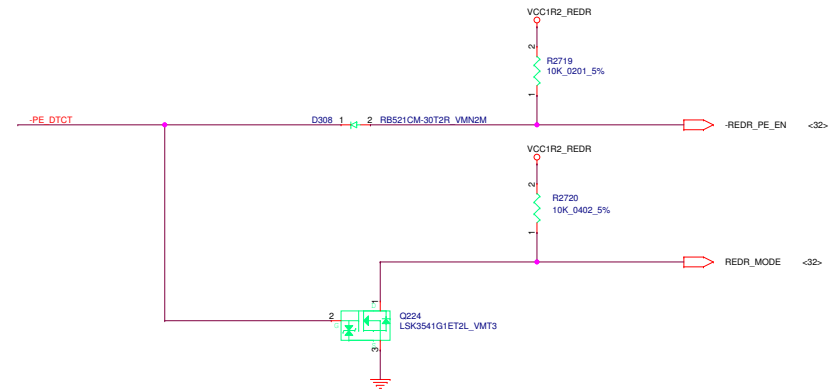 VCC1R2_REDR
2
R2719
10K_0201_5%
1
-PE_DTCT
D308 1
2 RB521CM-30T2R_VMN2M
-REDR_PE_EN <32>
VCC1R2_REDR
2
R2720
10K_0402_5%
1
REDR_MODE <32>
1
2
Q224
LSK3541G1ET2L_VMT3
3